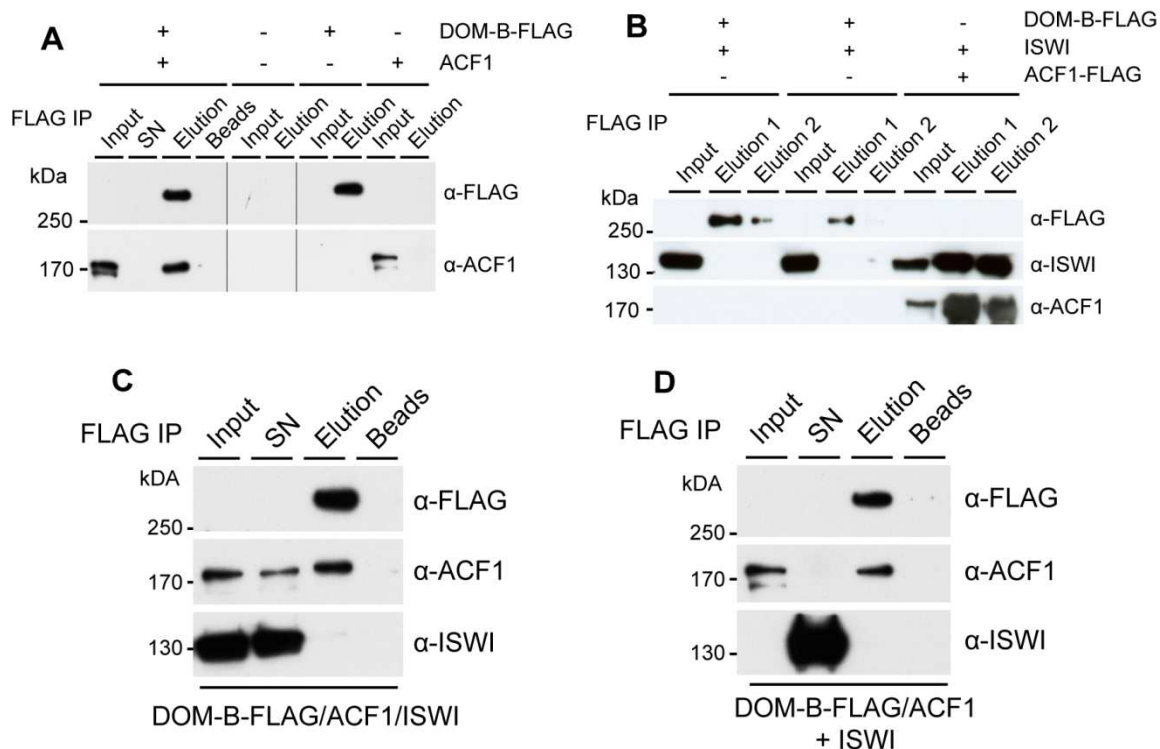 A
+ - + - DOM-B-FLAG
+ - - + ACF1
FLAG IP Input SN Elution Beads Input Elution Input Elution Input Elution
kDa
250 α-FLAG
170 α-ACF1
B
+ + - DOM-B-FLAG
+ + + ISWI
- - + ACF1-FLAG
FLAG IP Input Elution 1 Elution 2 Input Elution 1 Elution 2 Input Elution 1 Elution 2
kDa
250 α-FLAG
130 α-ISWI
170 α-ACF1
C
FLAG IP Input SN Elution Beads
kDA
250 α-FLAG
170 α-ACF1
130 α-ISWI
DOM-B-FLAG/ACF1/ISWI
D
FLAG IP Input SN Elution Beads
kDA
250 α-FLAG
170 α-ACF1
130 α-ISWI
DOM-B-FLAG/ACF1
+ ISWI